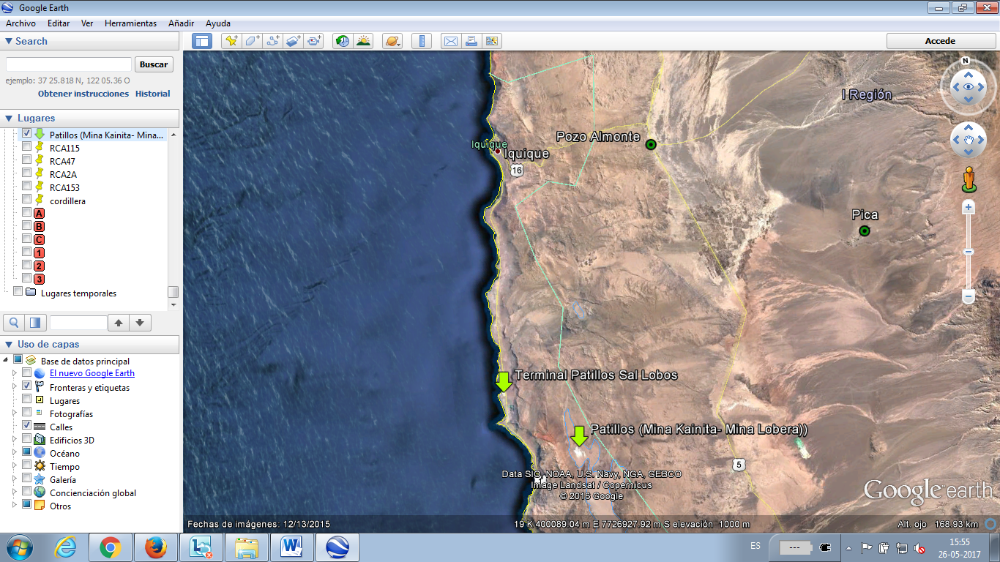 Google Earth
Archivo Editar Ver Herramientas Añadir Ayuda
Search
Buscar
ejemplo: 37 25.818 N, 122 05.36 O
Obtener instrucciones Historial
Lugares
Patillos (Mina Kainita- Mina...
RCA115
RCA47
RCA2A
RCA153
cordillera
A
B
C
1
2
3
Lugares temporales
Uso de capas
Base de datos principal
El nuevo Google Earth
Fronteras y etiquetas
Lugares
Fotografías
Calles
Edificios 3D
Océano
Tiempo
Galería
Concienciación global
Otros
Accede
N
I Región
Pozo Almonte
Iquique
Iquique
16
Pica
Terminal Patillos Sal Lobos
Patillos (Mina Kainita- Mina Lobera))
5
Data SIO, NOAA, U.S. Navy, NGA, GEBCO
Image Landsat / Copernicus
© 2016 Google
Google earth
Fechas de imágenes: 12/13/2015
19 K 400089.04 m E 7726927.92 m S elevación 1000 m
Alt. ojo 168.93 km
ES
---
15:55
26-05-2017